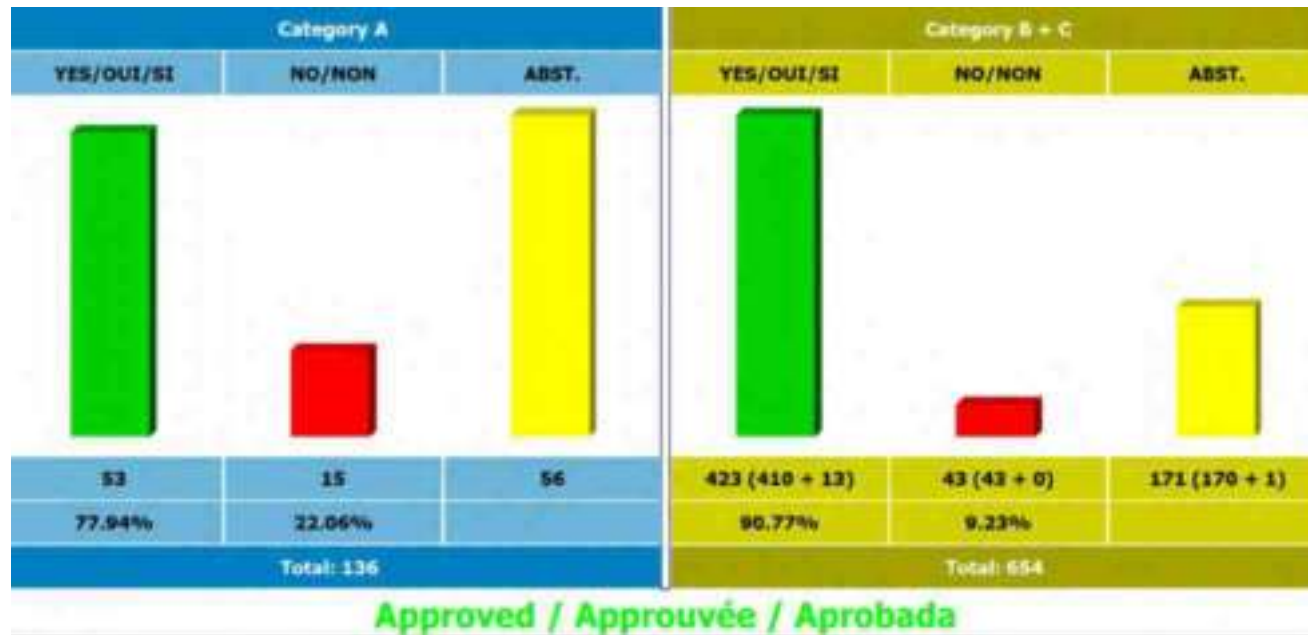 Category A
YES/OUI/SI NO/NON ABST.
53 15 56
77.94% 22.06%
Total: 136
Category B + C
YES/OUI/SI NO/NON ABST.
423 (410 + 13) 43 (43 + 0) 171 (170 + 1)
90.77% 9.23%
Total: 654
Approved / Approuvée / Aprobada